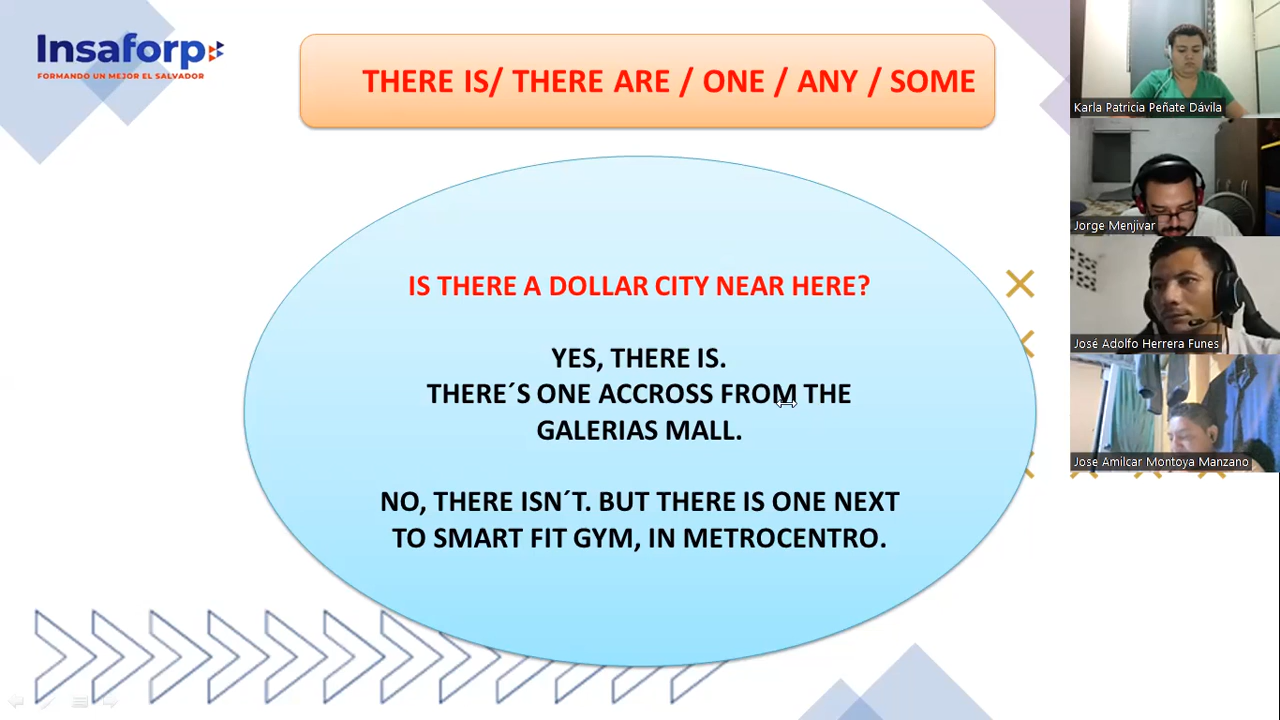 Insaforp
FORMANDO UN MEJOR EL SALVADOR
THERE IS/ THERE ARE / ONE / ANY / SOME
IS THERE A DOLLAR CITY NEAR HERE?
YES, THERE IS.
THERE´S ONE ACCROSS FROM THE
GALERIAS MALL.
NO, THERE ISN´T. BUT THERE IS ONE NEXT
TO SMART FIT GYM, IN METROCENTRO.
Karla Patricia Peñate Dávila
Jorge Menjivar
José Adolfo Herrera Funes
Jose Amilcar Montoya Manzano